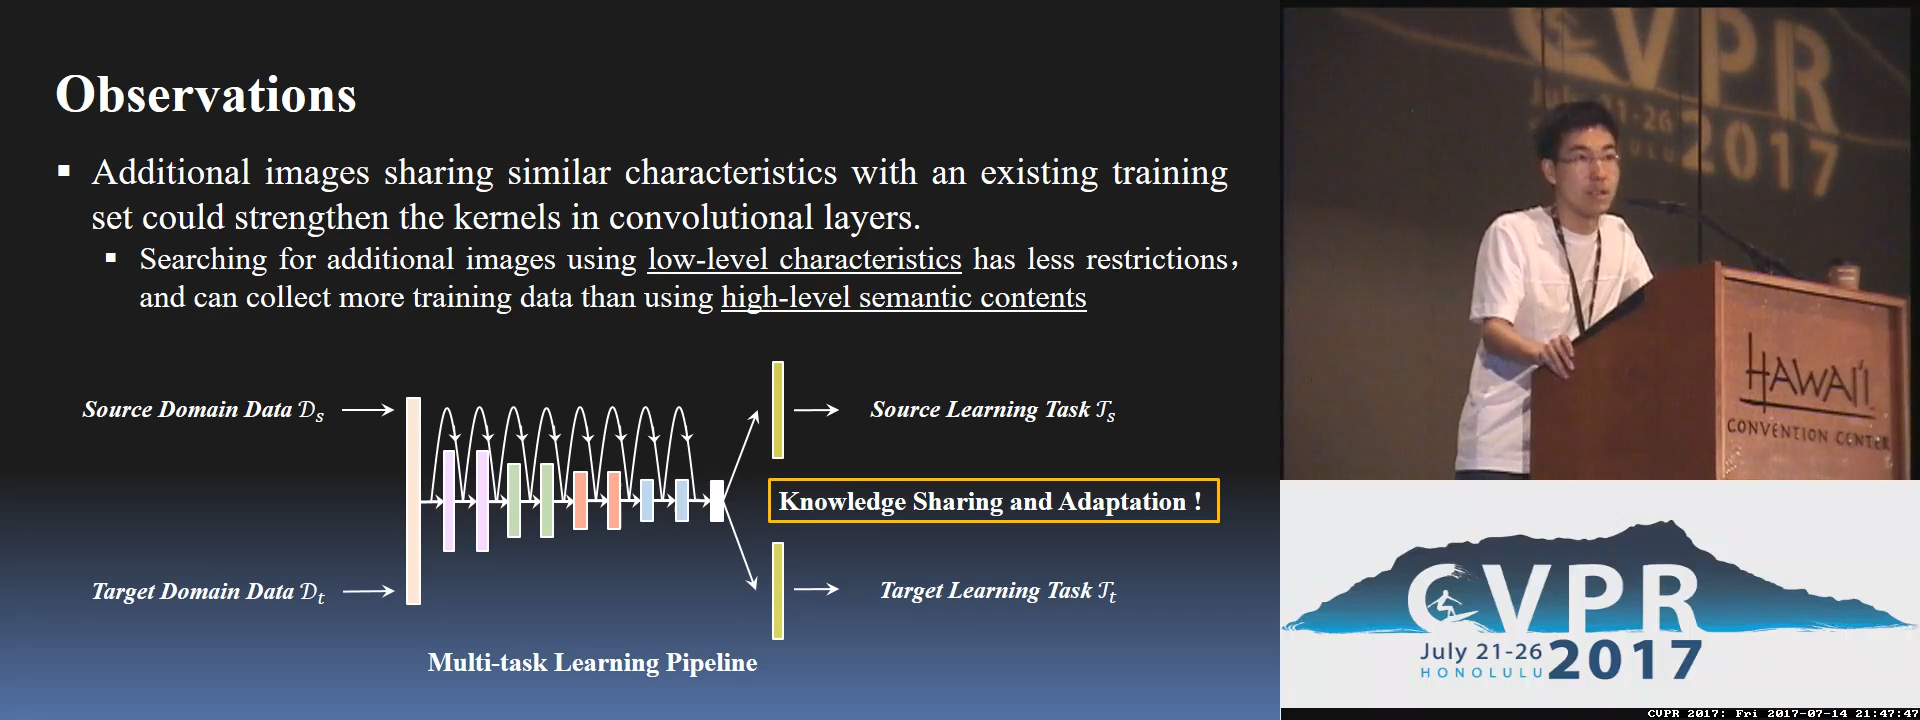 Observations
▪ Additional images sharing similar characteristics with an existing training
set could strengthen the kernels in convolutional layers.
▪ Searching for additional images using low-level characteristics has less restrictions，
and can collect more training data than using high-level semantic contents
Source Domain Data 𝒟s
Source Learning Task 𝒯s
Knowledge Sharing and Adaptation !
Target Domain Data 𝒟t
Target Learning Task 𝒯t
Multi-task Learning Pipeline
CVPR
July 21-26
2017
HAWAI'I
CONVENTION CENTER
CVPR
July 21-26
HONOLULU
2017
CVPR 2017: Fri 2017-07-14 21:47:47